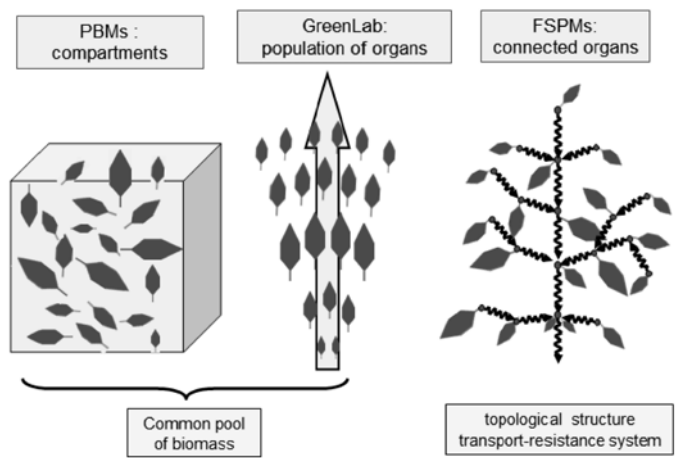 PBMs :
compartments
GreenLab:
population of organs
FSPMs:
connected organs
Common pool
of biomass
topological structure
transport-resistance system